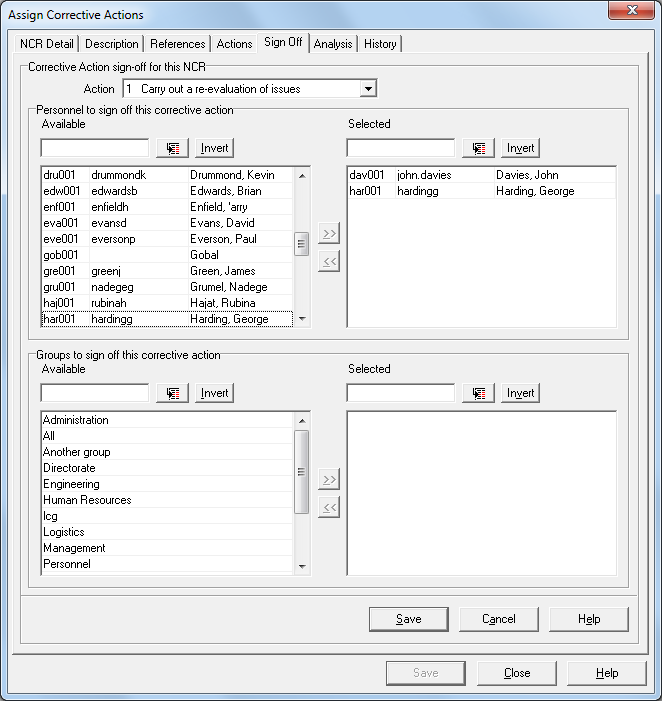 Assign Corrective Actions
NCR Detail Description References Actions Sign Off Analysis History
Corrective Action sign-off for this NCR
Action 1 Carry out a re-evaluation of issues
Personnel to sign off this corrective action
Available Selected
Invert Invert
dru001 drummondk Drummond, Kevin dav001 john.davies Davies, John
edw001 edwardsb Edwards, Brian har001 hardingg Harding, George
enf001 enfieldh Enfield, 'arry
eva001 evansd Evans, David
eve001 eversonp Everson, Paul
>>
gob001 Gobal
<<
gre001 greenj Green, James
gru001 nadegeg Grumel, Nadege
haj001 rubinah Hajat, Rubina
har001 hardingg Harding, George
Groups to sign off this corrective action
Available Selected
Invert Invert
Administration
All
Another group
Directorate
>>
Engineering
Human Resources
<<
Icg
Logistics
Management
Personnel
Save Cancel Help
Save Close Help